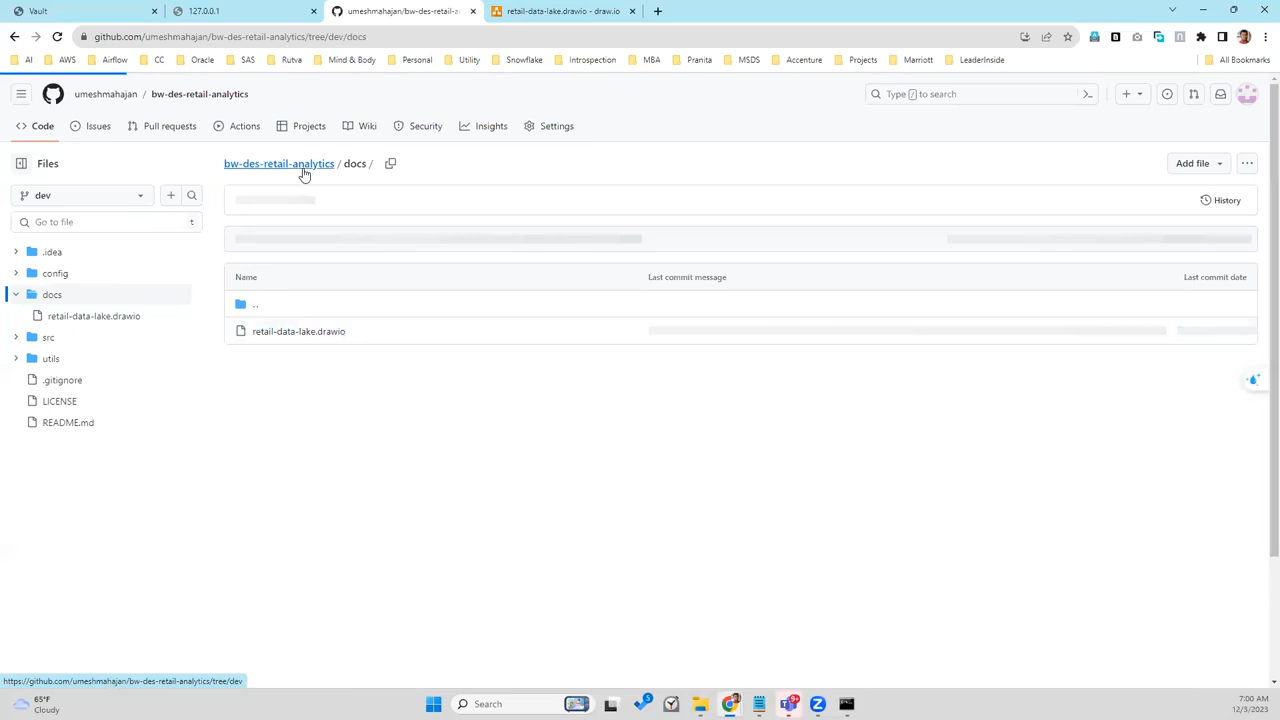 Vault
127.0.0.1
umeshmahajan/bw-des-retail-a
retail-data-lake.drawio - draw.io
github.com/umeshmahajan/bw-des-retail-analytics/tree/dev/docs
AI AWS Airflow CC Oracle SAS Rutva Mind & Body Personal Utility Snowflake Introspection MBA Pranita MSDS Accenture Projects Marriott LeaderInside All Bookmarks
umeshmahajan / bw-des-retail-analytics
Type / to search
Code Issues Pull requests Actions Projects Wiki Security Insights Settings
Files
bw-des-retail-analytics / docs /
Add file
dev
History
Go to file t
.idea
config
Name Last commit message Last commit date
docs
..
retail-data-lake.drawio
retail-data-lake.drawio
src
utils
.gitignore
LICENSE
README.md
https://github.com/umeshmahajan/bw-des-retail-analytics/tree/dev
65°F
Cloudy
Search
5
9+
7:00 AM
12/3/2023